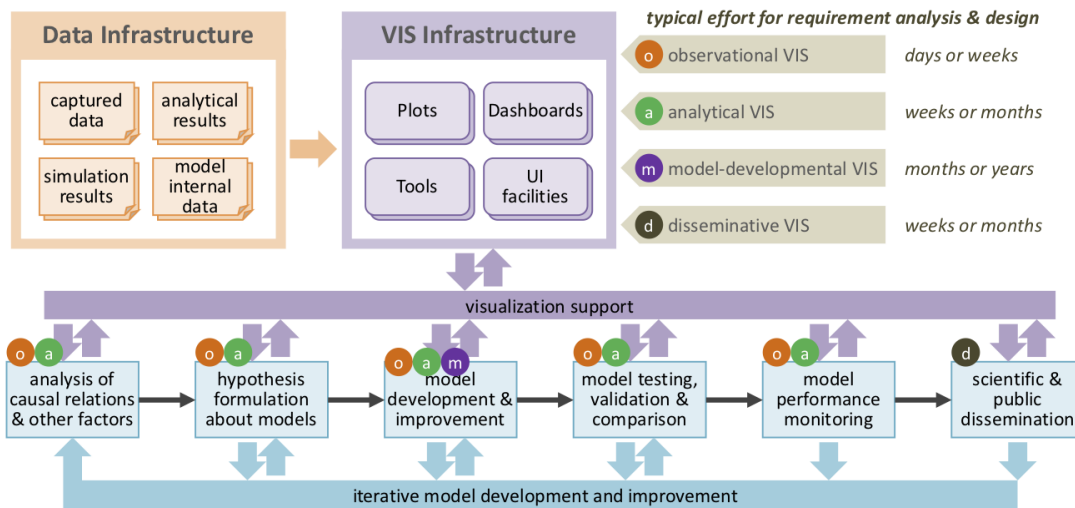 Data Infrastructure
captured
data
analytical
results
simulation
results
model
internal
data
VIS Infrastructure
Plots
Dashboards
Tools
UI
facilities
typical effort for requirement analysis & design
o observational VIS
days or weeks
a analytical VIS
weeks or months
m model-developmental VIS
months or years
d disseminative VIS
weeks or months
visualization support
o a
analysis of
causal relations
& other factors
o a
hypothesis
formulation
about models
o a m
model
development &
improvement
o a
model testing,
validation &
comparison
o a
model
performance
monitoring
d
scientific &
public
dissemination
iterative model development and improvement